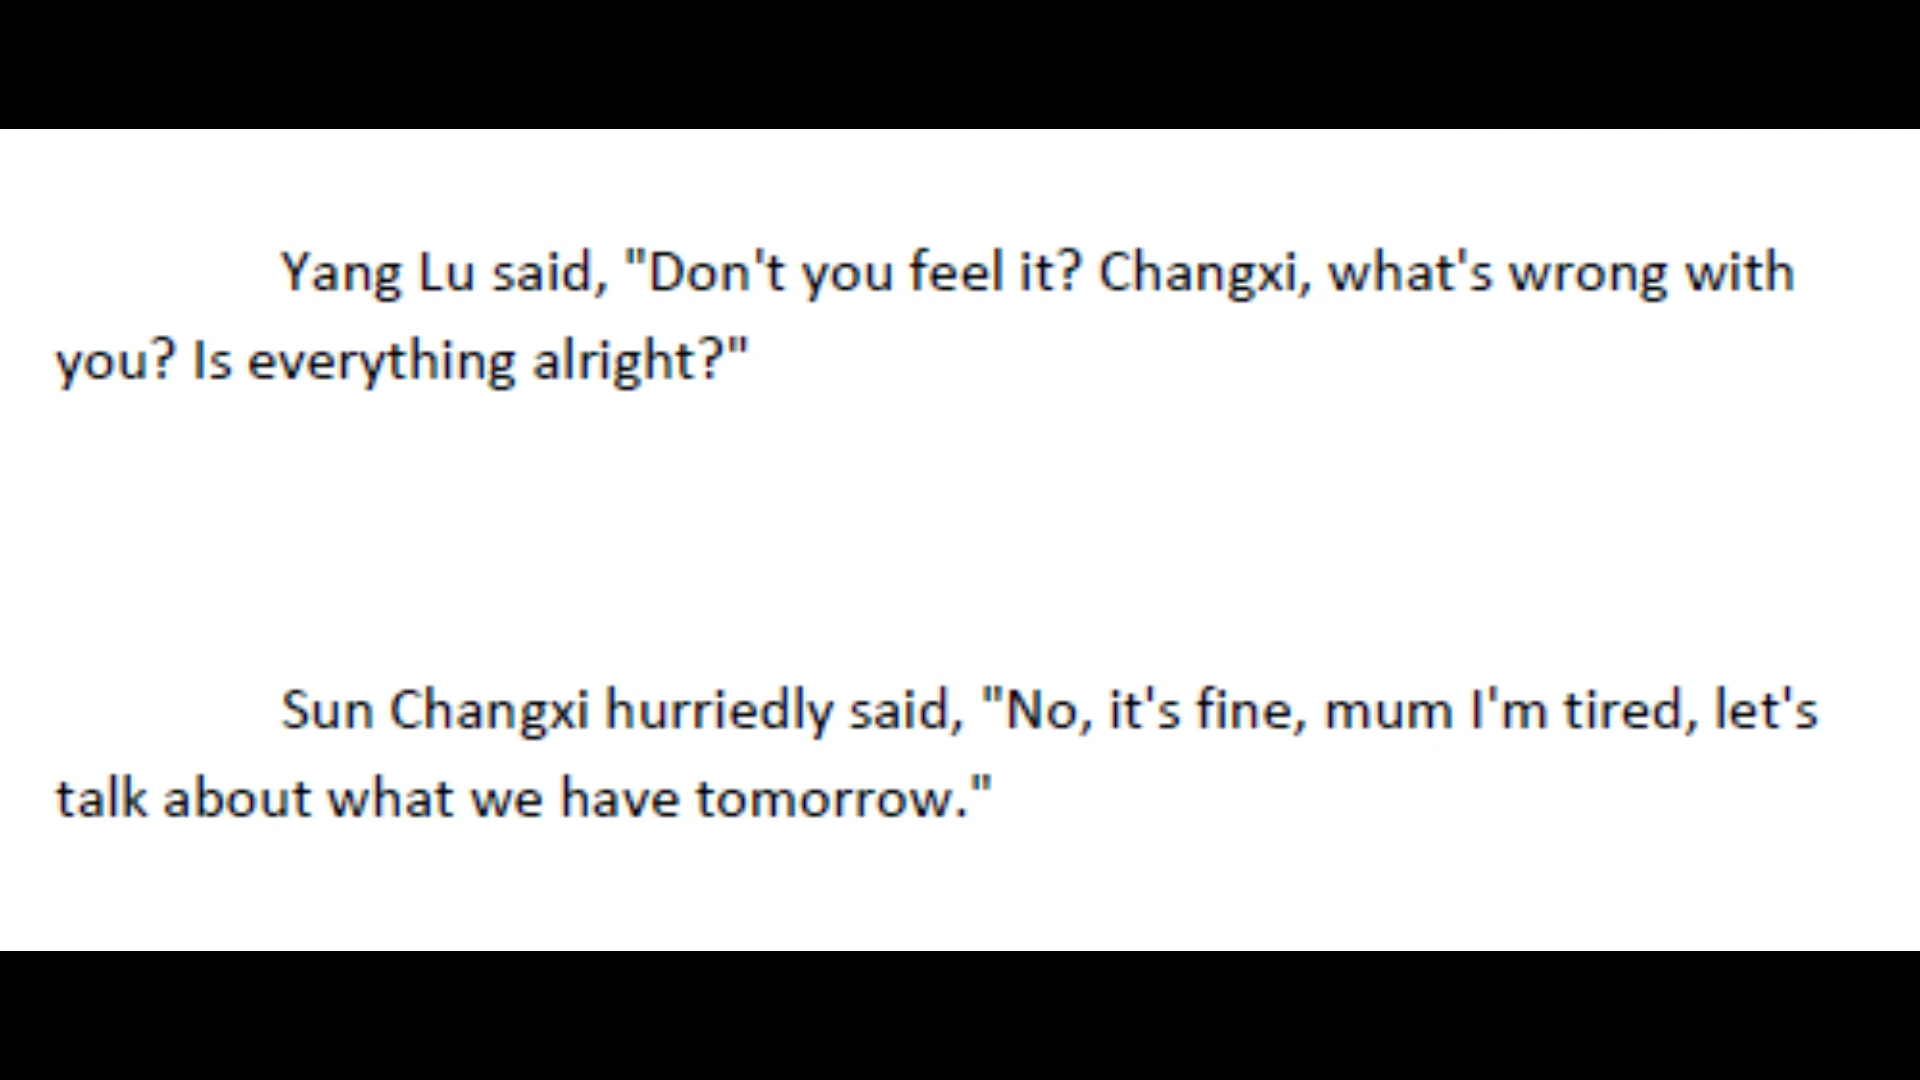 Yang Lu said, "Don't you feel it? Changxi, what's wrong with
you? Is everything alright?"
Sun Changxi hurriedly said, "No, it's fine, mum I'm tired, let's
talk about what we have tomorrow."